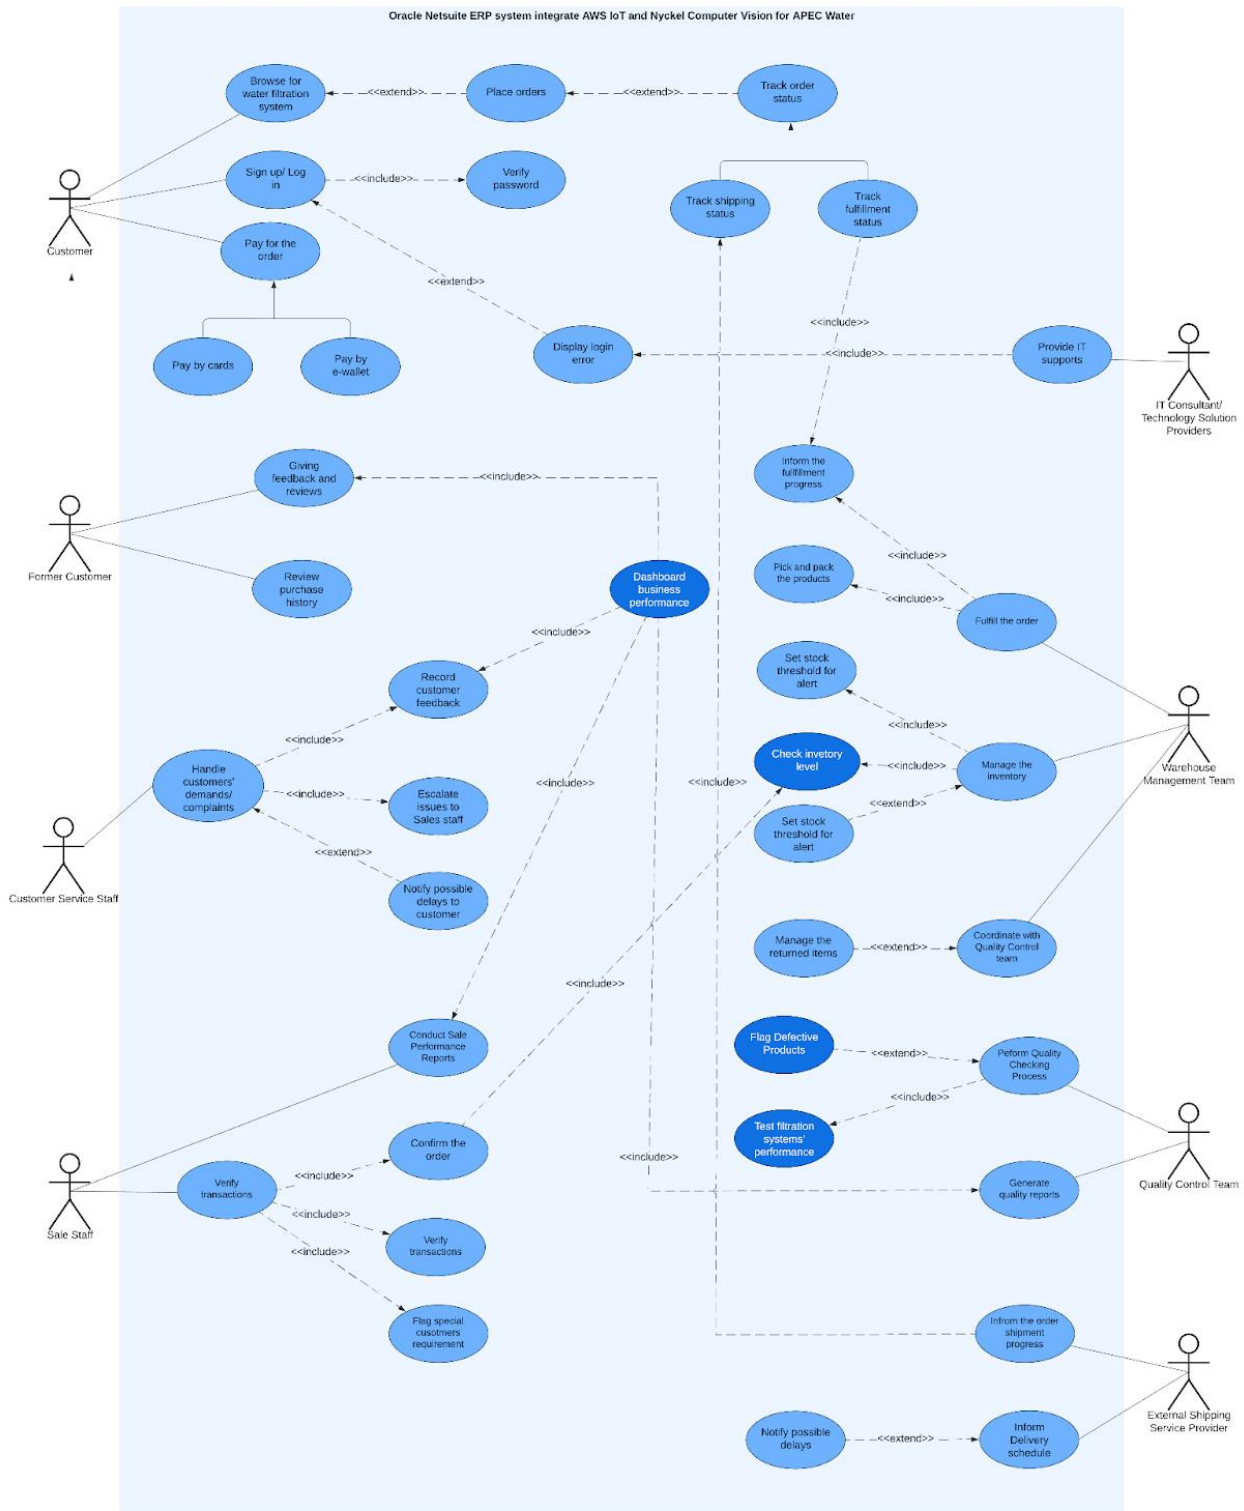 Oracle Netsuite ERP system integrate AWS IoT and Nyckel Computer Vision for APEC Water
Browse for
water filtration
system
<<extend>>
Place orders
<<extend>>
Track order
status
Sign up/ Log
in
<<include>>
Verify
password
Track shipping
status
Track
fulfillment
status
Customer
Pay for the
order
<<extend>>
<<include>>
Pay by cards
Pay by
e-wallet
Display login
error
<<include>>
Provide IT
supports
IT Consultant/
Technology Solution
Providers
Giving
feedback and
reviews
<<include>>
Inform the
fullfillment
progress
Former Customer
Review
purchase
history
Dashboard
business
performance
<<include>>
Pick and pack
the products
<<include>>
Fulfill the order
<<include>>
Record
customer
feedback
Set stock
threshold for
alert
<<include>>
<<include>>
Check invetory
level
<<include>>
Manage the
inventory
Warehouse
Management Team
Handle
customers'
demands/
complaints
<<include>>
Escalate
issues to
Sales staff
<<include>>
<<include>>
<<extend>>
Set stock
threshold for
alert
<<extend>>
Customer Service Staff
Notify possible
delays to
customer
Manage the
returned items
<<extend>>
Coordinate with
Quality Control
team
<<include>>
Conduct Sale
Performance
Reports
Flag Defective
Products
<<extend>>
Peform Quality
Checking
Process
<<include>>
Test filtration
systems'
performance
Confirm the
order
<<include>>
<<include>>
Verify
transactions
Generate
quality reports
Quality Control Team
Sale Staff
<<include>>
Verify
transactions
<<include>>
Flag special
cusotmers
requirement
Infrom the order
shipment
progress
External Shipping
Service Provider
Notify possible
delays
<<extend>>
Inform
Delivery
schedule